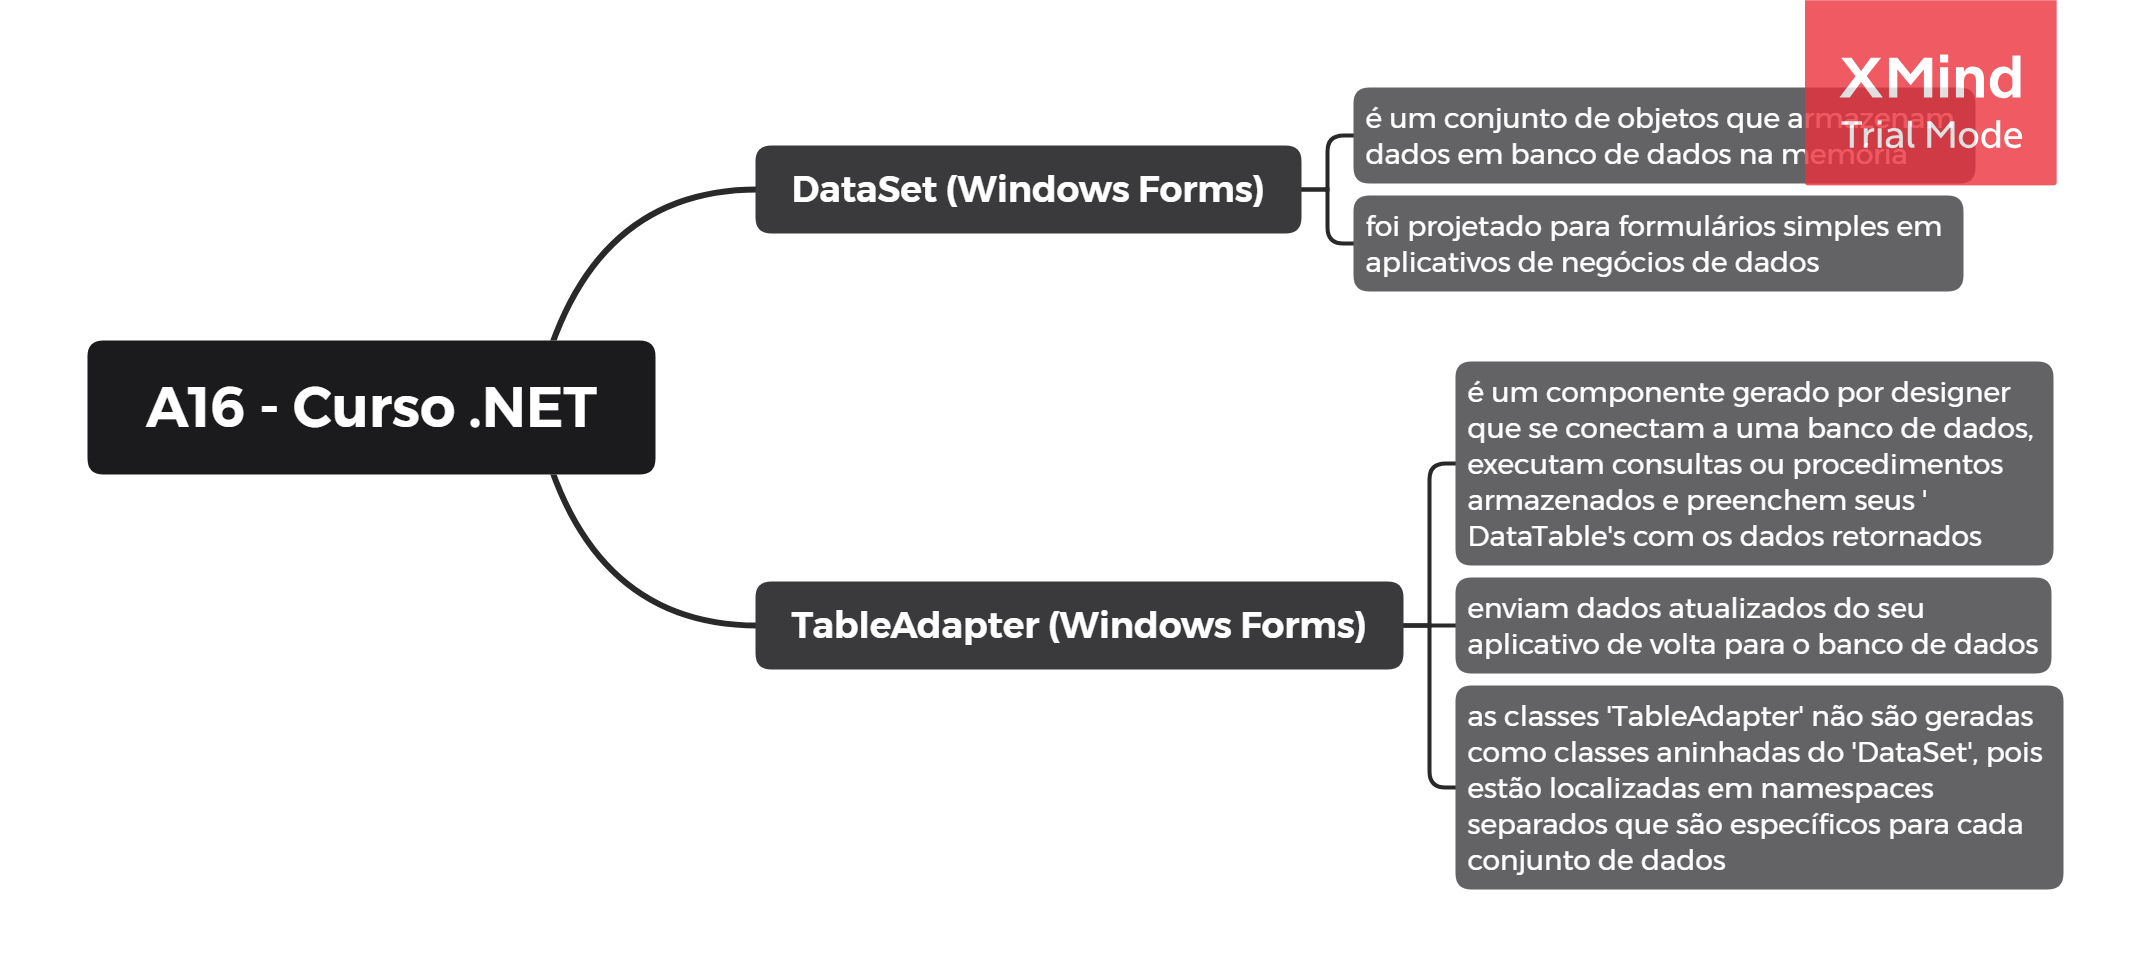 XMind
Trial Mode
é um conjunto de objetos que armazenam
dados em banco de dados na memória
DataSet (Windows Forms)
foi projetado para formulários simples em
aplicativos de negócios de dados
A16 - Curso .NET
é um componente gerado por designer
que se conectam a uma banco de dados,
executam consultas ou procedimentos
armazenados e preenchem seus '
DataTable's com os dados retornados
TableAdapter (Windows Forms)
enviam dados atualizados do seu
aplicativo de volta para o banco de dados
as classes 'TableAdapter' não são geradas
como classes aninhadas do 'DataSet', pois
estão localizadas em namespaces
separados que são específicos para cada
conjunto de dados